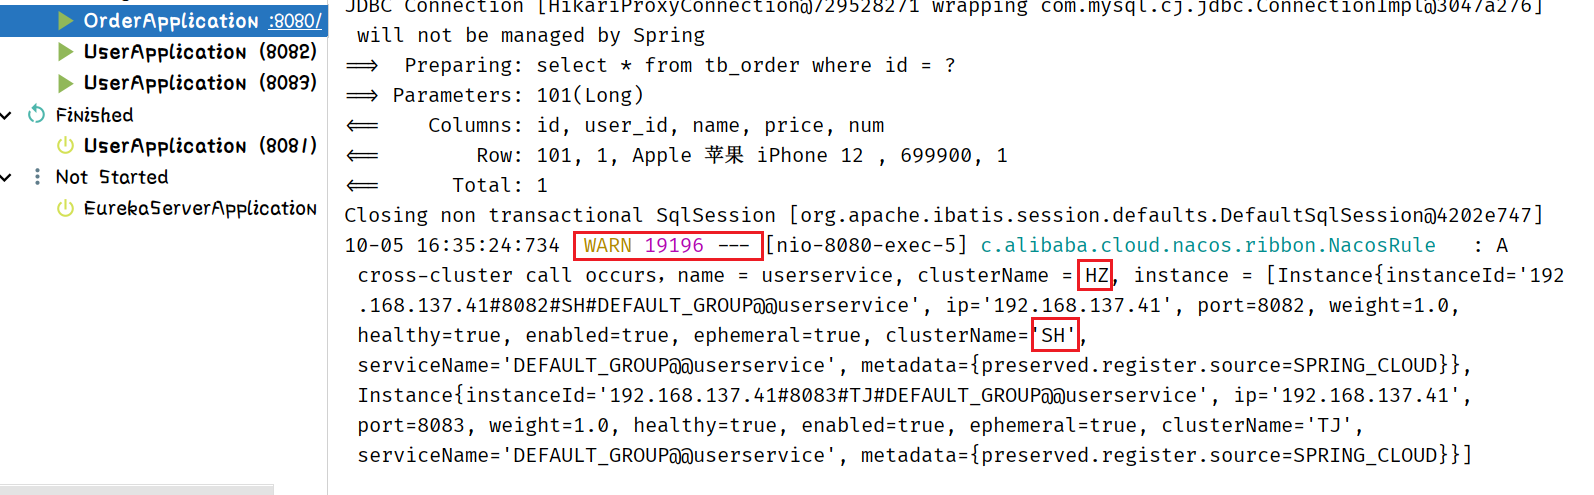 OrderApplication :8080/
UserApplication (8082)
UserApplication (8083)
Finished
UserApplication (8081)
Not Started
EurekaServerApplication
JDBC Connection [HikariProxyConnection@729528271 wrapping com.mysql.cj.jdbc.ConnectionImpl@3047a276]
will not be managed by Spring
==> Preparing: select * from tb_order where id = ?
==> Parameters: 101(Long)
<== Columns: id, user_id, name, price, num
<== Row: 101, 1, Apple 苹果 iPhone 12 , 699900, 1
<== Total: 1
Closing non transactional SqlSession [org.apache.ibatis.session.defaults.DefaultSqlSession@4202e747]
10-05 16:35:24:734 WARN 19196 --- [nio-8080-exec-5] c.alibaba.cloud.nacos.ribbon.NacosRule : A
cross-cluster call occurs，name = userservice, clusterName = HZ, instance = [Instance{instanceId='192
.168.137.41#8082#SH#DEFAULT_GROUP@@userservice', ip='192.168.137.41', port=8082, weight=1.0,
healthy=true, enabled=true, ephemeral=true, clusterName='SH',
serviceName='DEFAULT_GROUP@@userservice', metadata={preserved.register.source=SPRING_CLOUD}},
Instance{instanceId='192.168.137.41#8083#TJ#DEFAULT_GROUP@@userservice', ip='192.168.137.41',
port=8083, weight=1.0, healthy=true, enabled=true, ephemeral=true, clusterName='TJ',
serviceName='DEFAULT_GROUP@@userservice', metadata={preserved.register.source=SPRING_CLOUD}}]